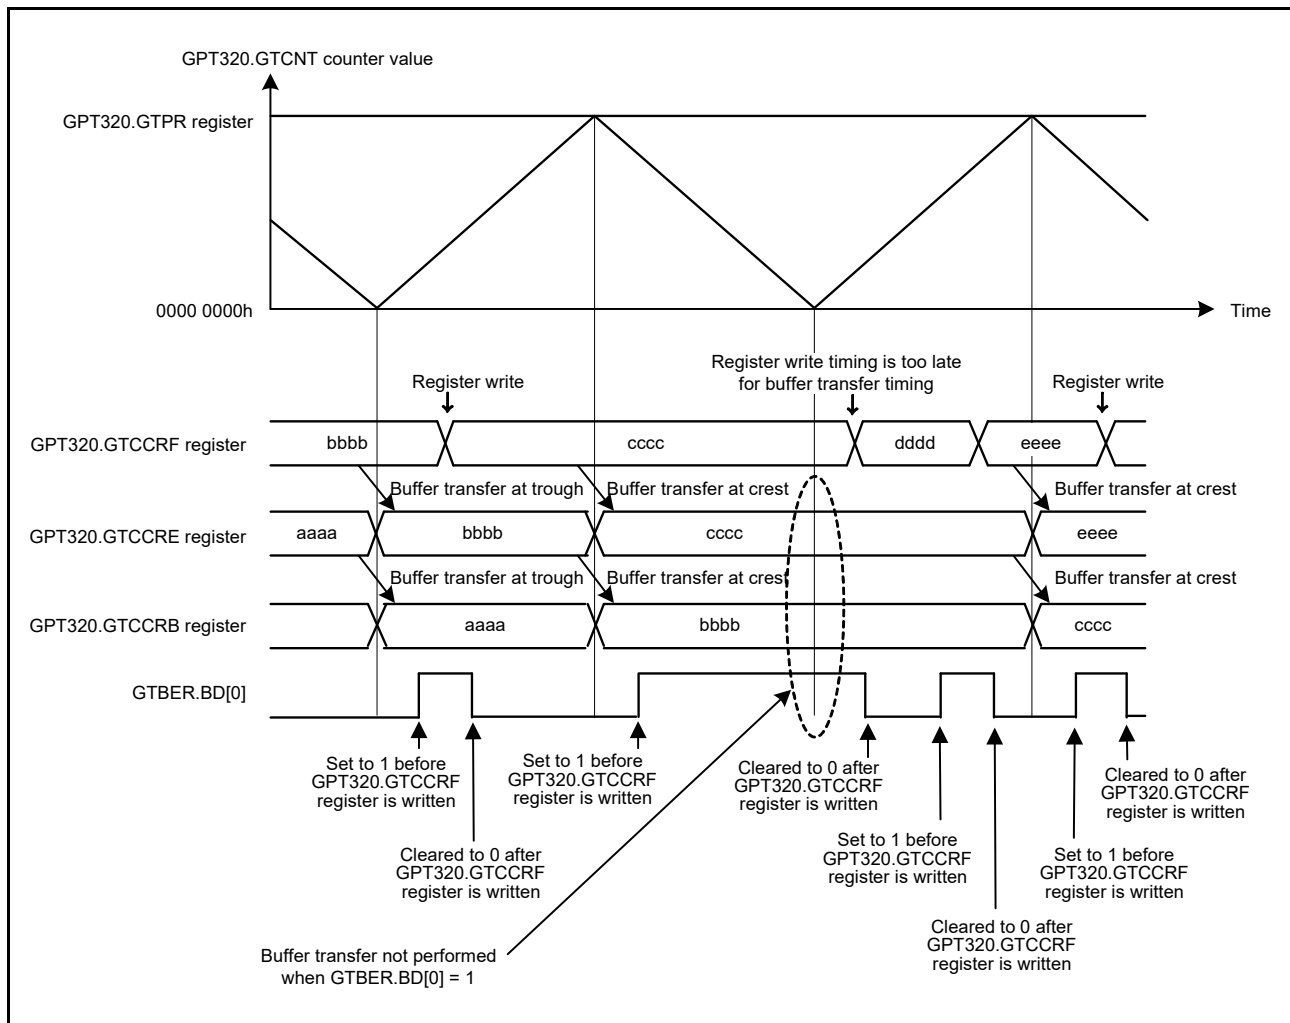 GPT320.GTCNT counter value
GPT320.GTPR register
0000 0000h
Time
Register write
Register write timing is too late
for buffer transfer timing
Register write
GPT320.GTCCRF register
bbbb
cccc
dddd
eeee
Buffer transfer at trough
Buffer transfer at crest
Buffer transfer at crest
GPT320.GTCCRE register
aaaa
bbbb
cccc
eeee
Buffer transfer at trough
Buffer transfer at crest
Buffer transfer at crest
GPT320.GTCCRB register
aaaa
bbbb
cccc
GTBER.BD[0]
Set to 1 before
GPT320.GTCCRF
register is written
Cleared to 0 after
GPT320.GTCCRF
register is written
Set to 1 before
GPT320.GTCCRF
register is written
Cleared to 0 after
GPT320.GTCCRF
register is written
Set to 1 before
GPT320.GTCCRF
register is written
Cleared to 0 after
GPT320.GTCCRF
register is written
Set to 1 before
GPT320.GTCCRF
register is written
Cleared to 0 after
GPT320.GTCCRF
register is written
Buffer transfer not performed
when GTBER.BD[0] = 1